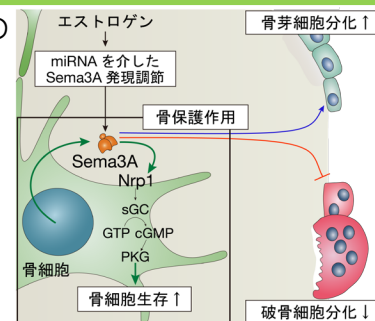 エストロゲン
骨芽細胞分化↑
miRNA を介した
Sema3A 発現調節
骨保護作用
Sema3A
Nrp1
sGC
GTP cGMP
PKG
骨細胞
骨細胞生存↑
破骨細胞分化↓